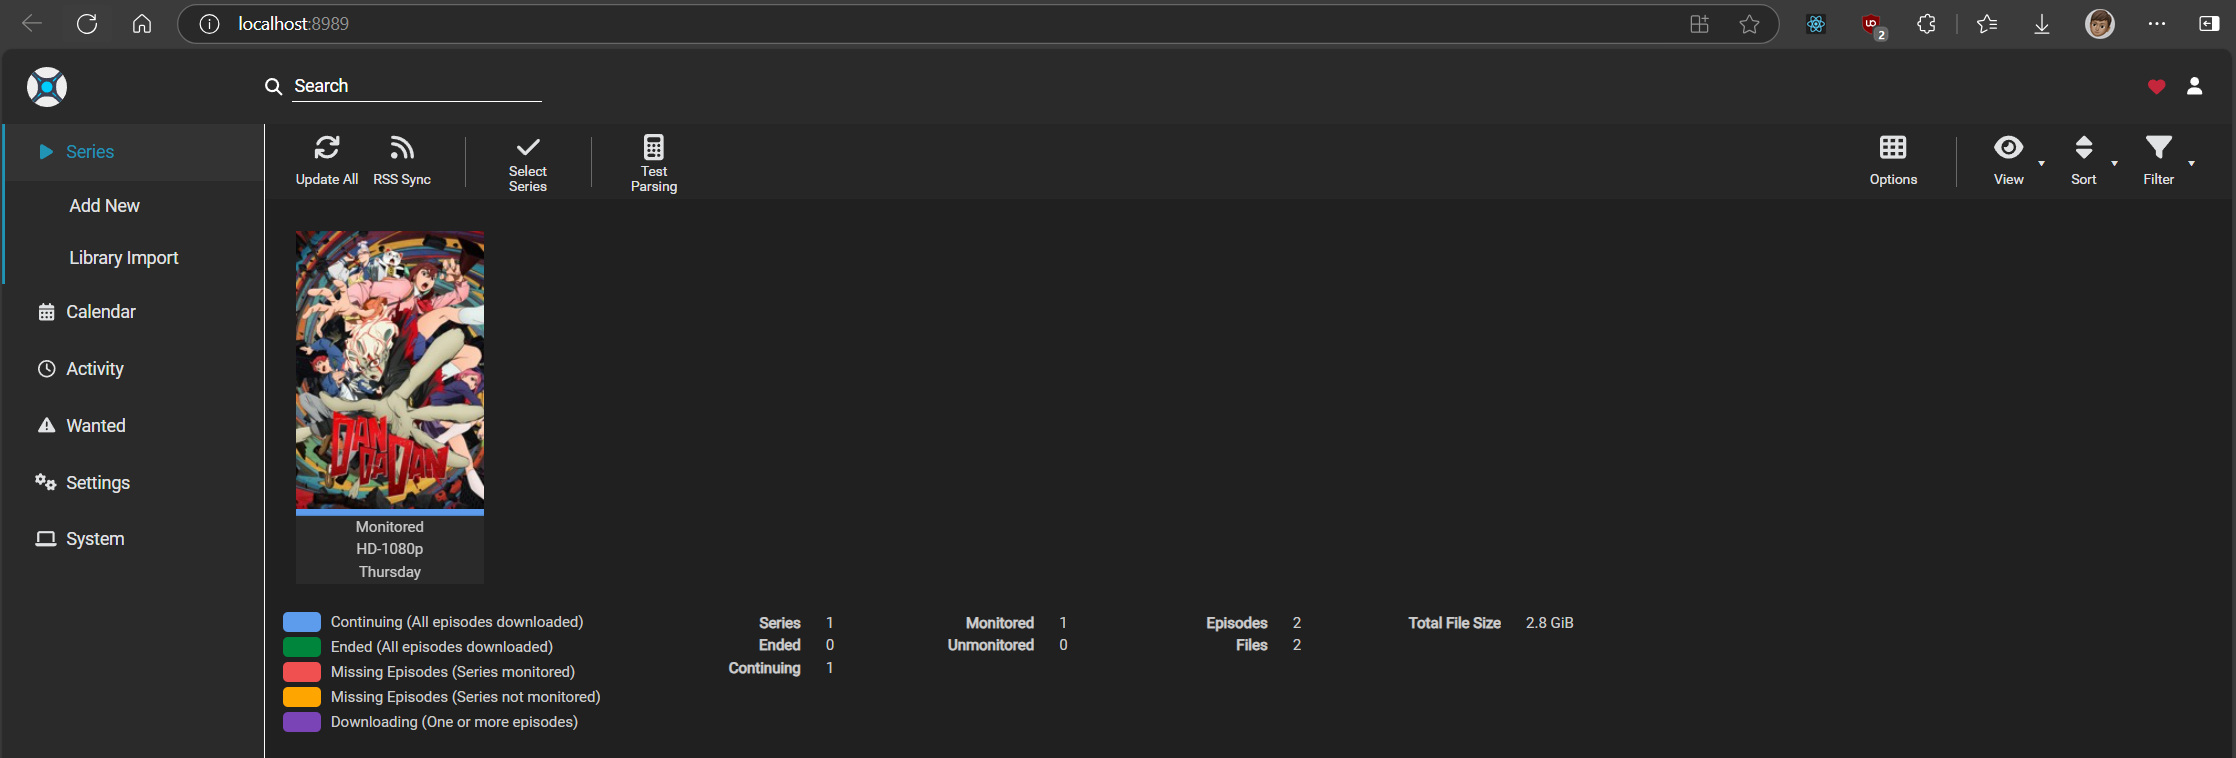 localhost:8989
2
Search
Series
Add New
Library Import
Calendar
Activity
Wanted
Settings
System
Update All
RSS Sync
Select
Series
Test
Parsing
Options
View
Sort
Filter
DAN
DA
DAN
Monitored
HD-1080p
Thursday
Continuing (All episodes downloaded)
Ended (All episodes downloaded)
Missing Episodes (Series monitored)
Missing Episodes (Series not monitored)
Downloading (One or more episodes)
Series 1
Ended 0
Continuing 1
Monitored 1
Unmonitored 0
Episodes 2
Files 2
Total File Size 2.8 GiB